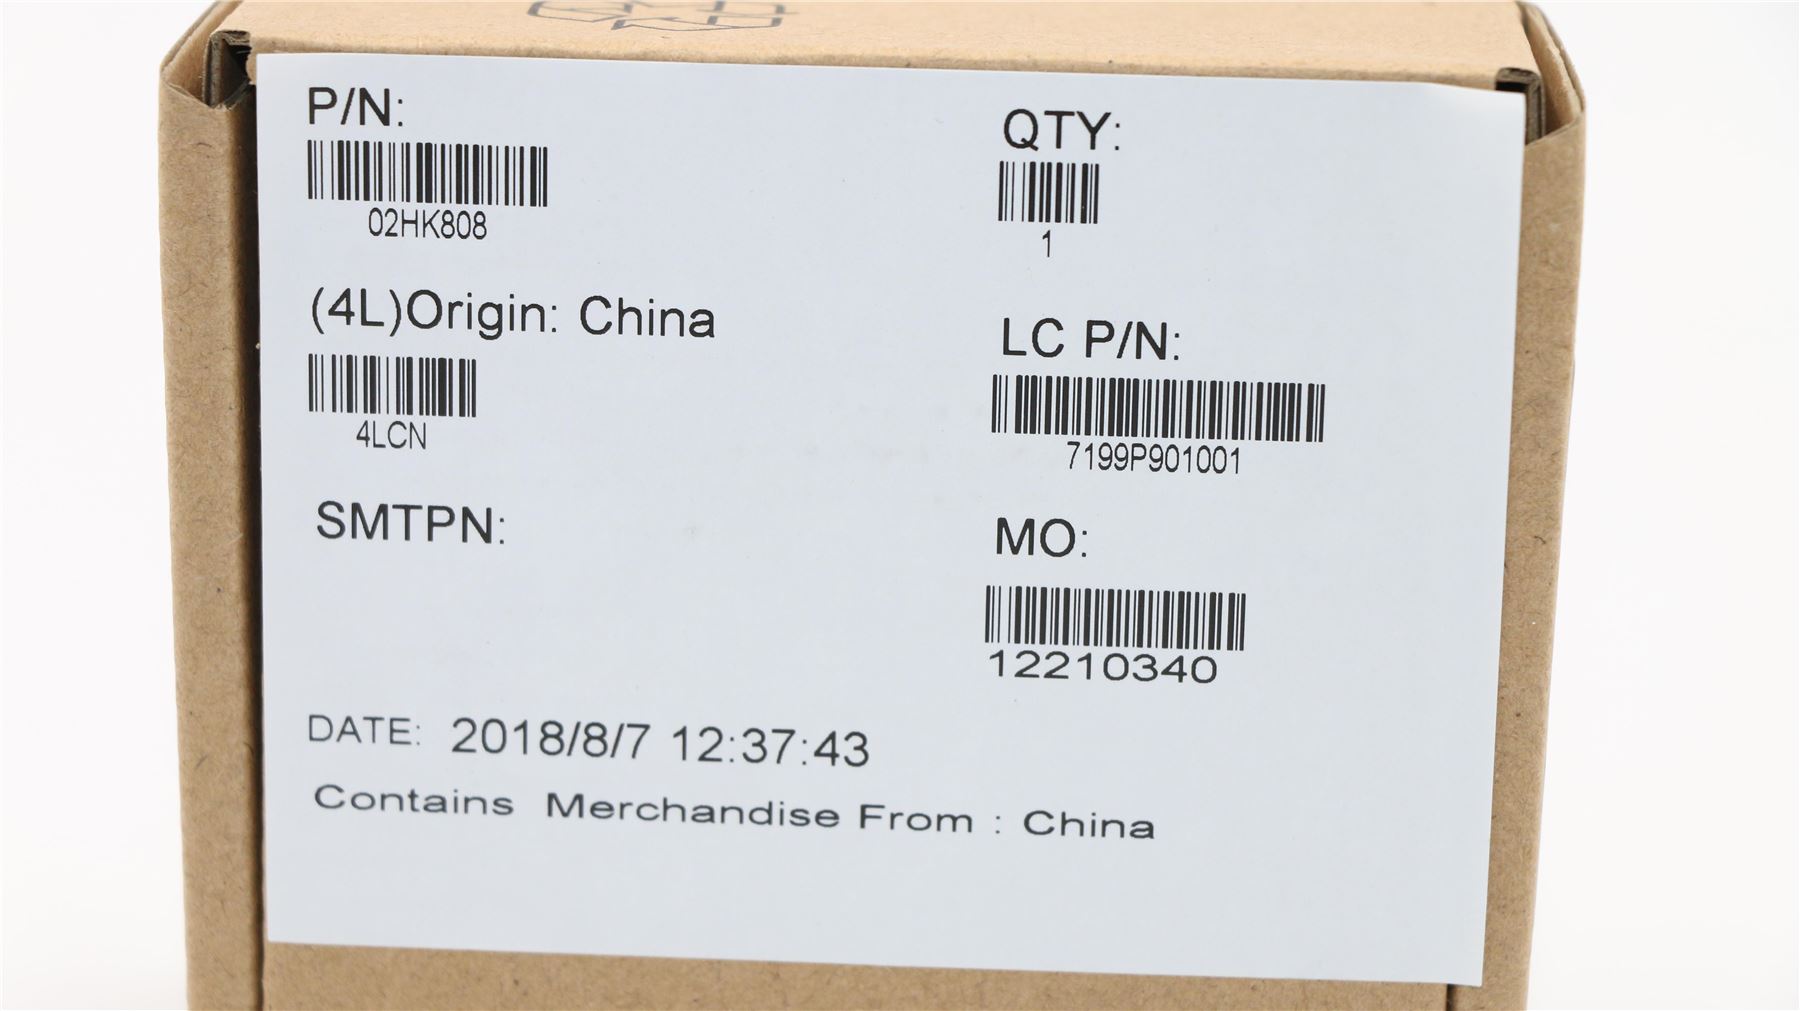 P/N:
02HK808
QTY:
1
(4L)Origin: China
4LCN
LC P/N:
7199P901001
SMTPN:
MO:
12210340
DATE: 2018/8/7 12:37:43
Contains Merchandise From : China